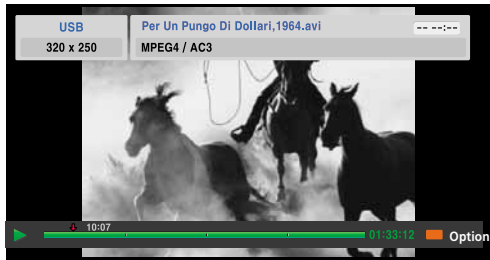 USB
320 x 250
Per Un Pungo Di Dollari,1964.avi
-- --:--
MPEG4 / AC3
10:07
01:33:12
Option